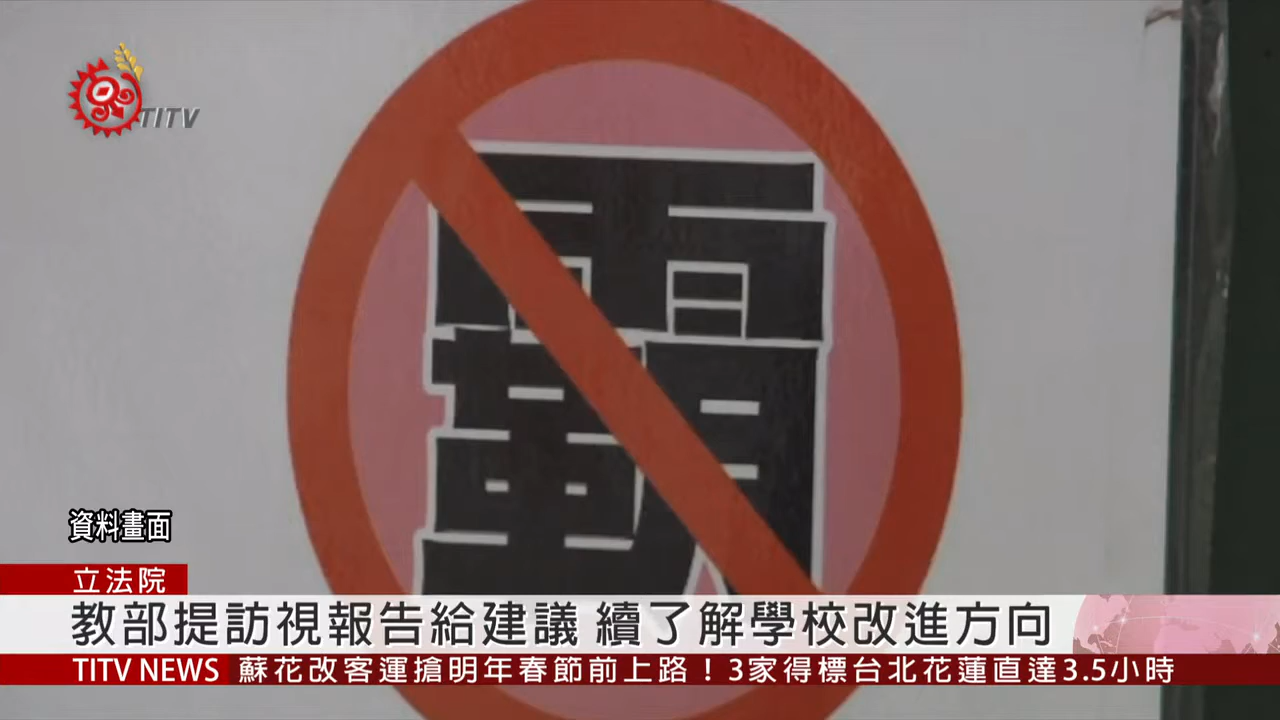 TITV
資料畫面
立法院
教部提訪視報告給建議 續了解學校改進方向
TITV NEWS 蘇花改客運搶明年春節前上路！3家得標台北花蓮直達3.5小時